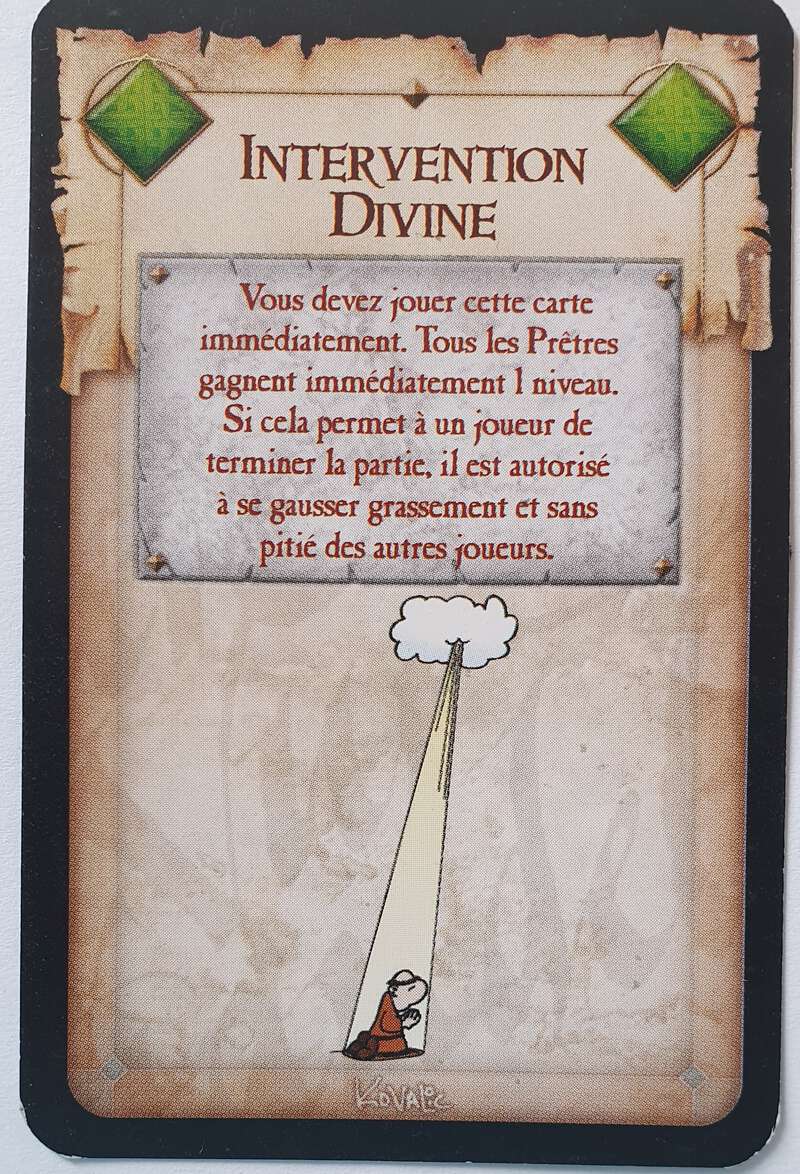 Intervention
Divine
Vous devez jouer cette carte
immédiatement. Tous les Prêtres
gagnent immédiatement 1 niveau.
Si cela permet à un joueur de
terminer la partie, il est autorisé
à se gausser grassement et sans
pitié des autres joueurs.
Kovalic